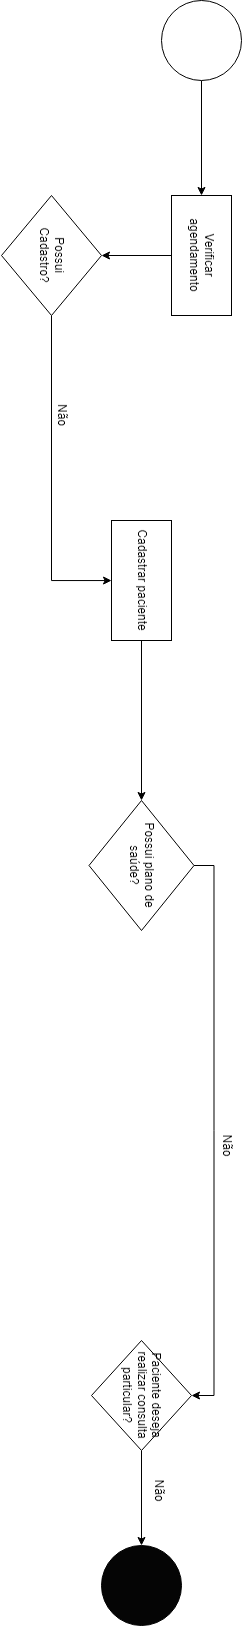 Verificar
agendamento
Possui
Cadastro?
Não
Cadastrar paciente
Possui plano de
saúde?
Não
Paciente deseja
realizar consulta
particular?
Não